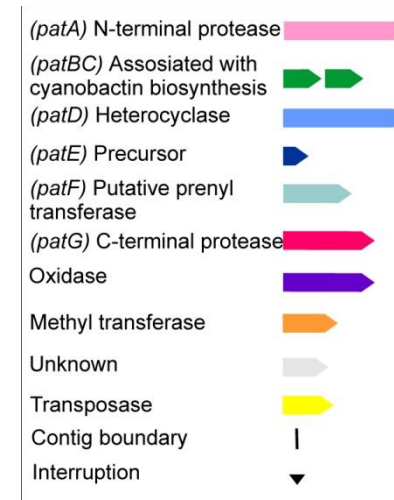 (patA) N-terminal protease
(patBC) Assosiated with
cyanobactin biosynthesis
(patD) Heterocyclase
(patE) Precursor
(patF) Putative prenyl
transferase
(patG) C-terminal protease
Oxidase
Methyl transferase
Unknown
Transposase
Contig boundary
Interruption